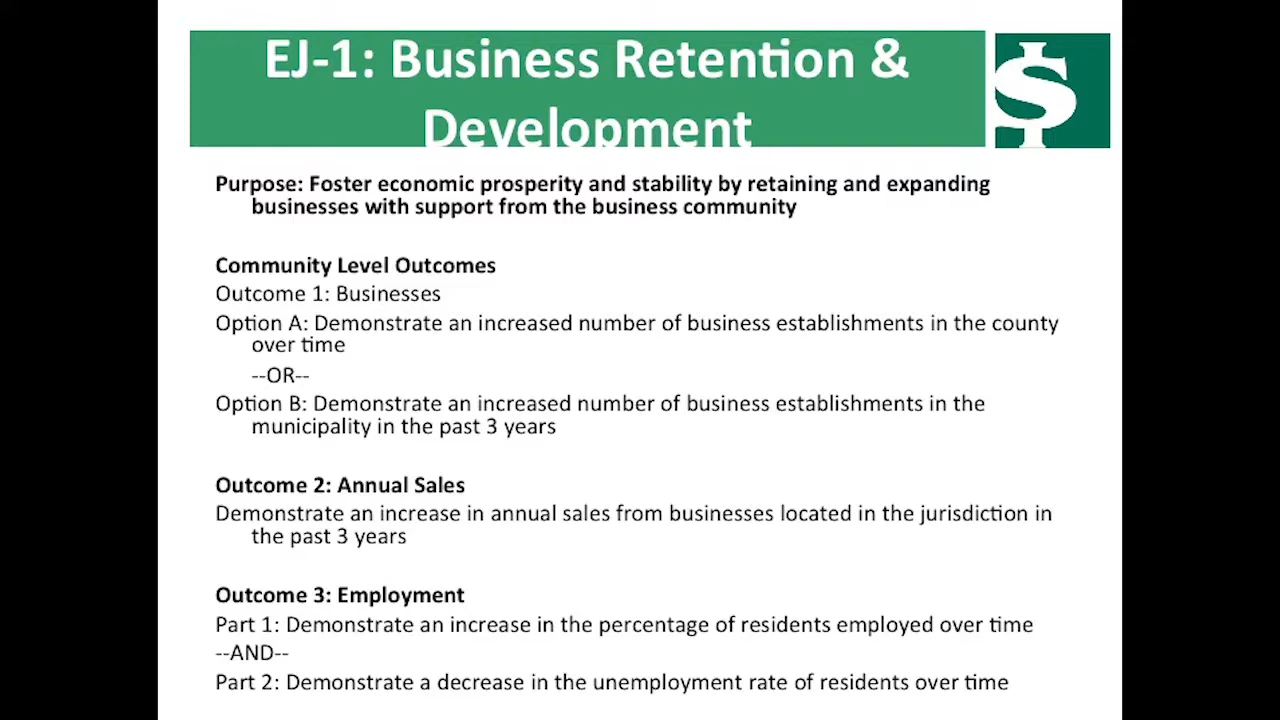 EJ-1: Business Retention &
Development
Purpose: Foster economic prosperity and stability by retaining and expanding
businesses with support from the business community
Community Level Outcomes
Outcome 1: Businesses
Option A: Demonstrate an increased number of business establishments in the county
over time
--OR--
Option B: Demonstrate an increased number of business establishments in the
municipality in the past 3 years
Outcome 2: Annual Sales
Demonstrate an increase in annual sales from businesses located in the jurisdiction in
the past 3 years
Outcome 3: Employment
Part 1: Demonstrate an increase in the percentage of residents employed over time
--AND--
Part 2: Demonstrate a decrease in the unemployment rate of residents over time